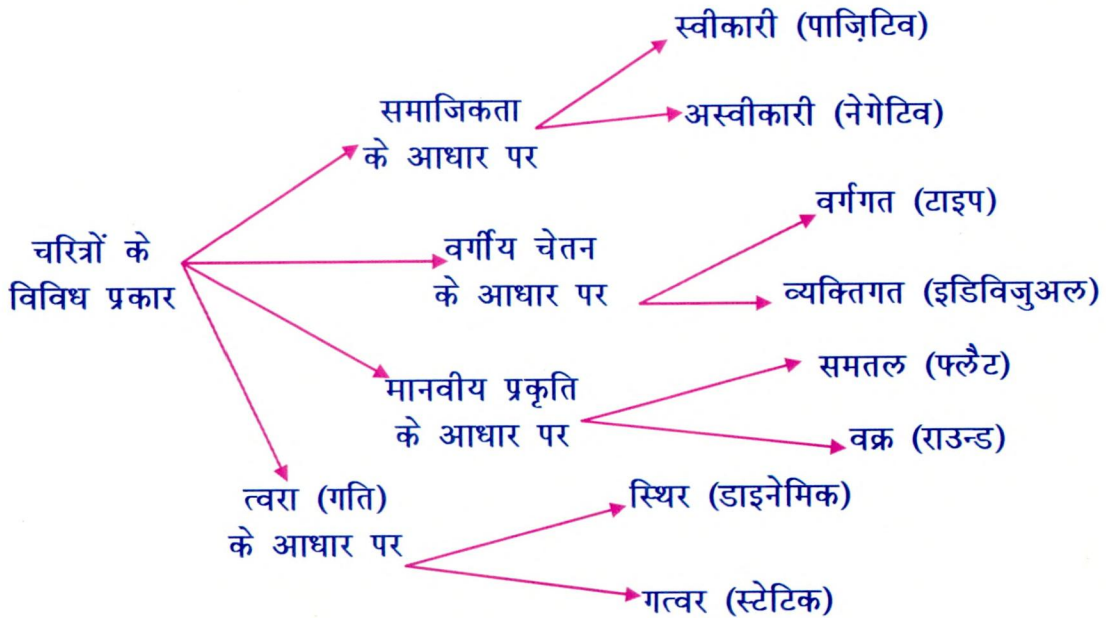 चरित्रों के
विविध प्रकार
समाजिकता
के आधार पर
स्वीकारी (पाज़िटिव)
अस्वीकारी (नेगेटिव)
वर्गीय चेतन
के आधार पर
वर्गगत (टाइप)
व्यक्तिगत (इडिविजुअल)
मानवीय प्रकृति
के आधार पर
समतल (फ्लैट)
वक्र (राउन्ड)
त्वरा (गति)
के आधार पर
स्थिर (डाइनेमिक)
गत्वर (स्टेटिक)